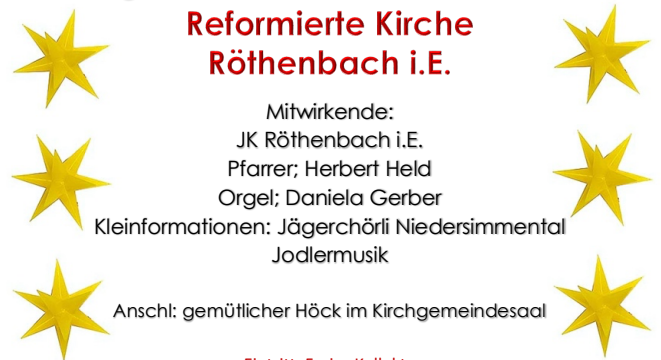 Reformierte Kirche
Röthenbach i.E.
Mitwirkende:
JK Röthenbach i.E.
Pfarrer; Herbert Held
Orgel; Daniela Gerber
Kleinformationen: Jägerchörli Niedersimmental
Jodlermusik
Anschl: gemütlicher Höck im Kirchgemeindesaal